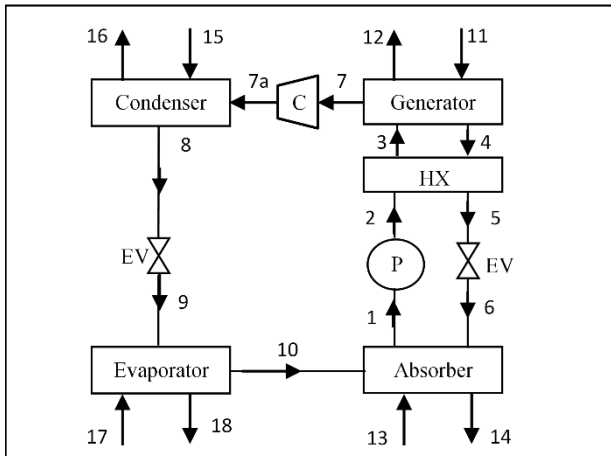 16 15 12 11
7a 7
Condenser C Generator
8 3 4
HX
2 5
EV P EV
9 1 6
10
Evaporator Absorber
17 18 13 14